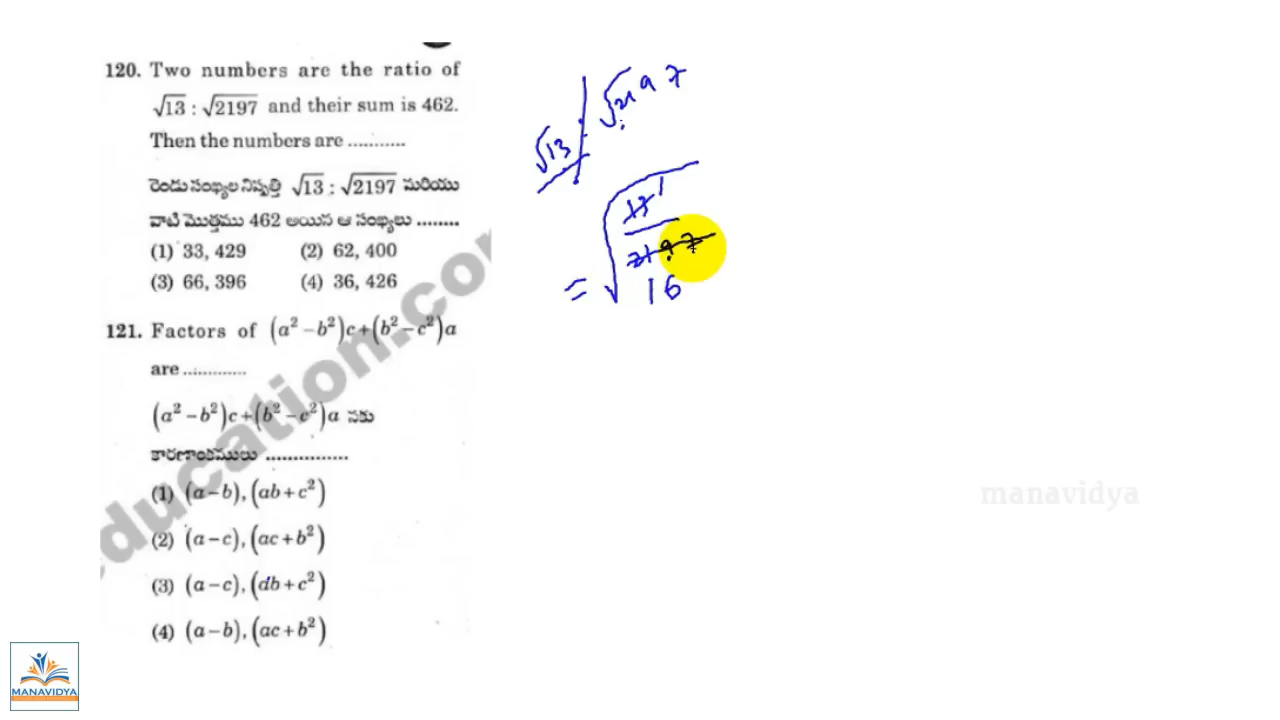 120. Two numbers are the ratio of
√13 : √2197 and their sum is 462.
Then the numbers are ...........
రెండు సంఖ్యల నిష్పత్తి √13 : √2197 మరియు
వాటి మొత్తము 462 అయిన ఆ సంఖ్యలు ........
(1) 33, 429 (2) 62, 400
(3) 66, 396 (4) 36, 426
121. Factors of (a² – b²)c + (b² – c²)a
are .............
(a² – b²)c + (b² – c²)a నకు
కారణాంకములు ...............
(1) (a – b), (ab + c²)
(2) (a – c), (ac + b²)
(3) (a – c), (db + c²)
(4) (a – b), (ac + b²)
√13 : √2197
1
=
16
ducation.com
manavidya
MANAVIDYA